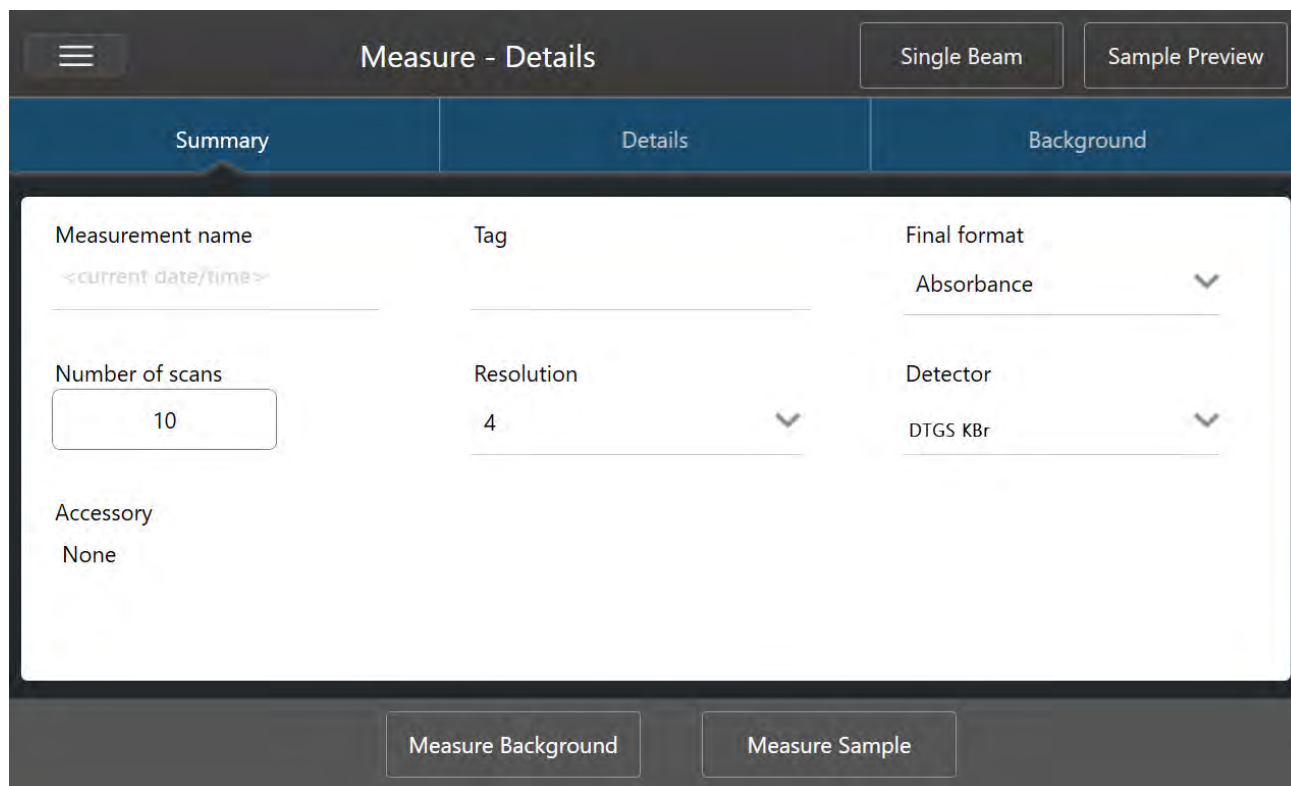 Measure - Details
Single Beam
Sample Preview
Summary
Details
Background
Measurement name
Tag
Final format
<current date/time>
Absorbance
Number of scans
Resolution
Detector
10
4
DTGS KBr
Accessory
None
Measure Background
Measure Sample